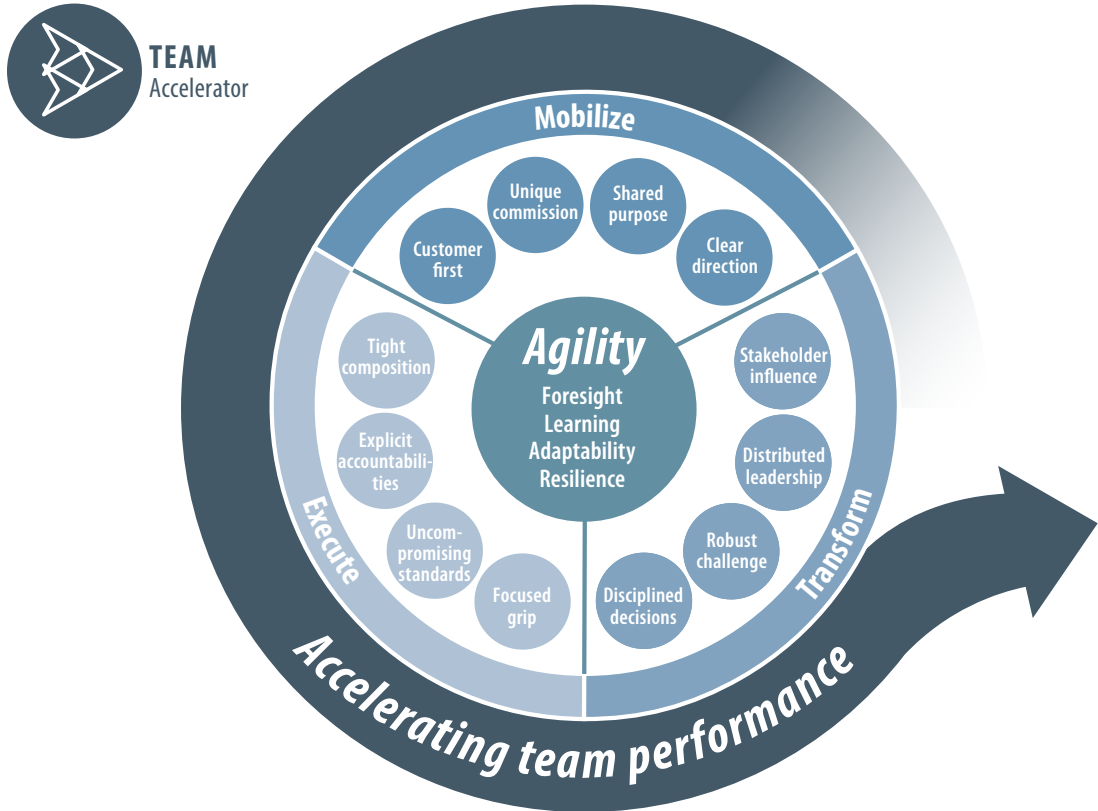 TEAM
Accelerator
Mobilize
Unique
commission
Shared
purpose
Customer
first
Clear
direction
Agility
Foresight
Learning
Adaptability
Resilience
Tight
composition
Explicit
accountabili-
ties
Uncom-
promising
standards
Focused
grip
Execute
Stakeholder
influence
Distributed
leadership
Robust
challenge
Disciplined
decisions
Transform
Accelerating team performance